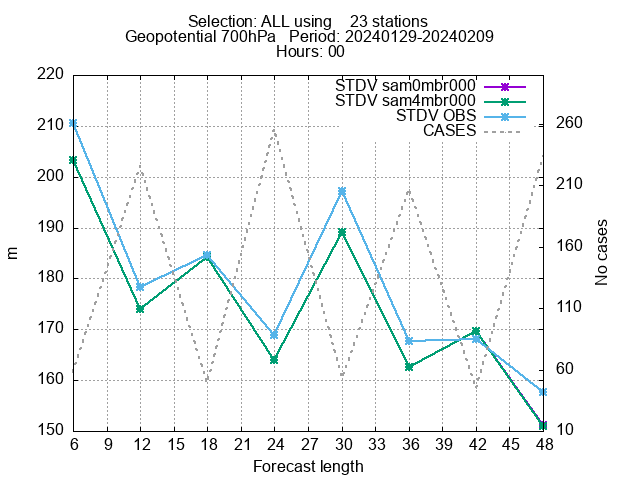 Selection: ALL using    23 stations
Geopotential 700hPa   Period: 20240129-20240209
Hours: 00
STDV sam0mbr000
STDV sam4mbr000
STDV OBS
CASES
220
210
200
190
180
170
160
150
m
260
210
160
110
60
10
No cases
6 9 12 15 18 21 24 27 30 33 36 39 42 45 48
Forecast length